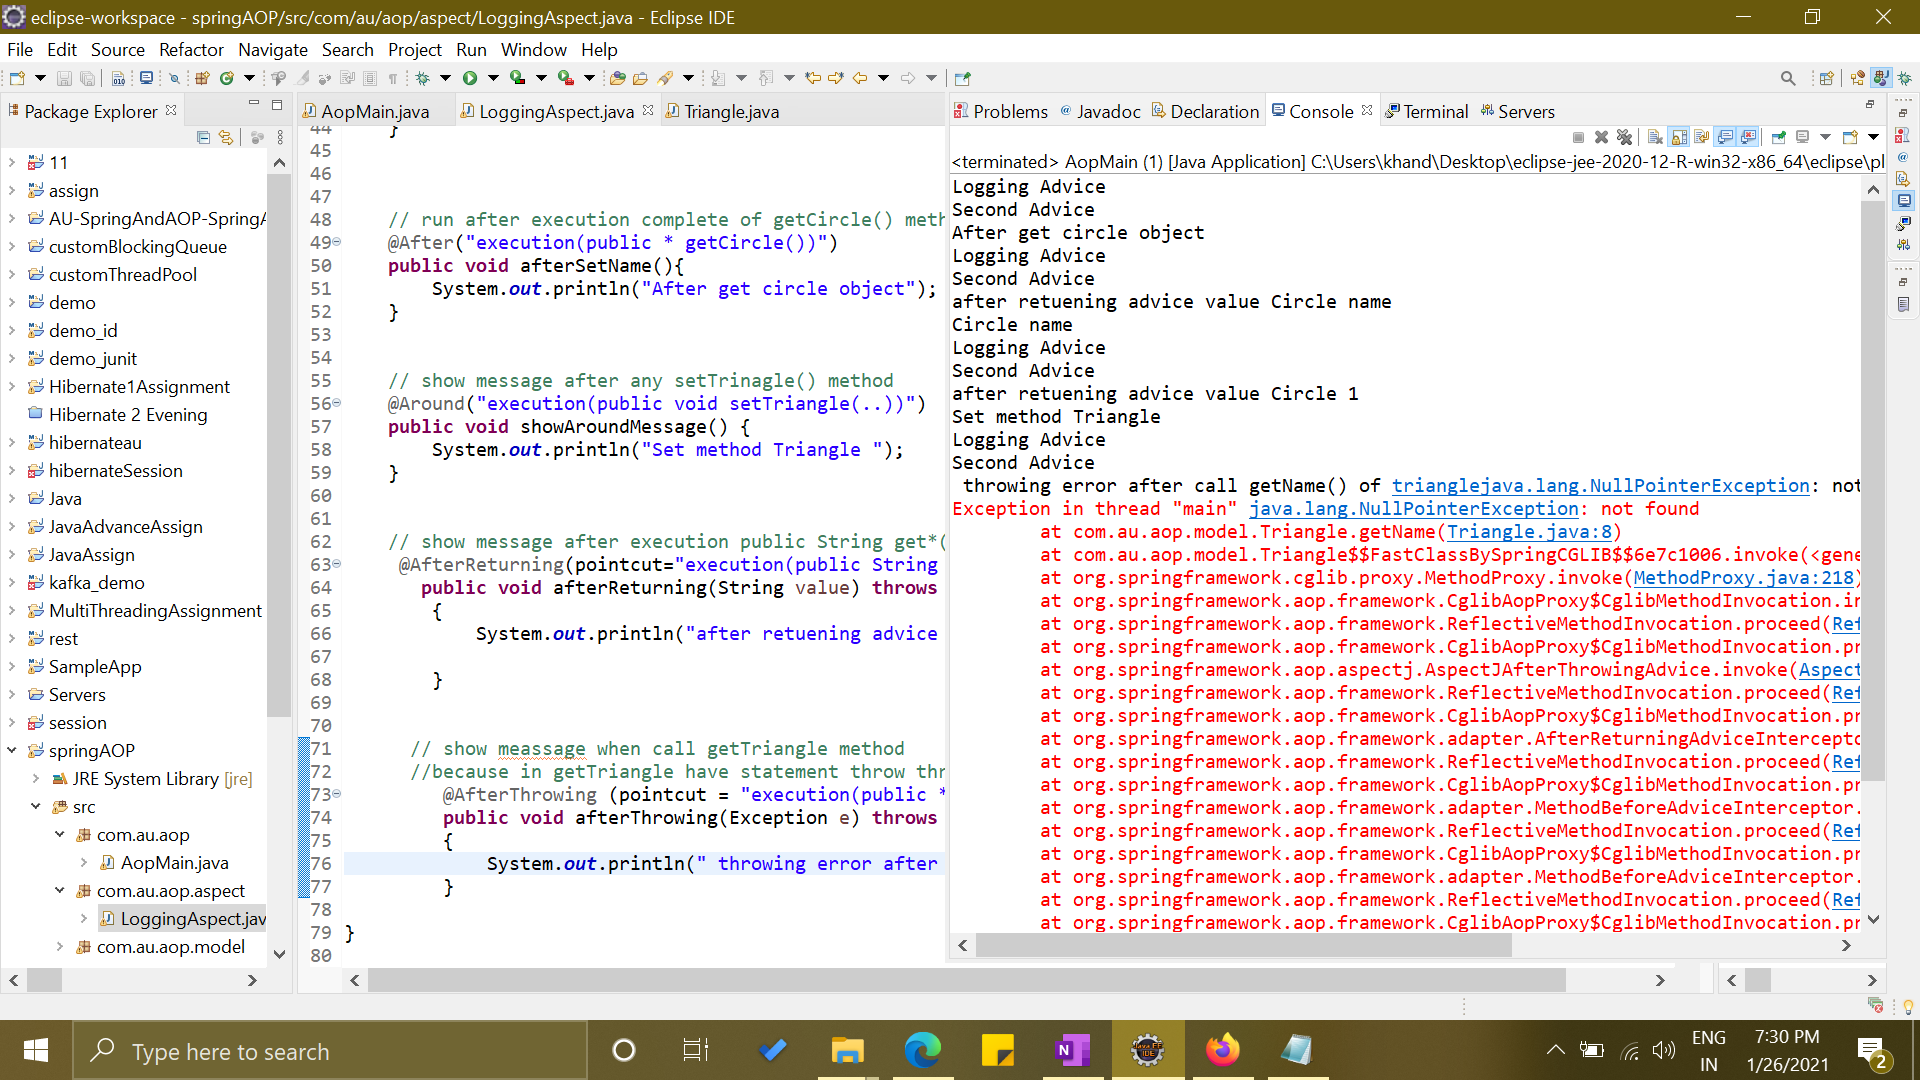 eclipse-workspace - springAOP/src/com/au/aop/aspect/LoggingAspect.java - Eclipse IDE
File Edit Source Refactor Navigate Search Project Run Window Help
Package Explorer
11
assign
AU-SpringAndAOP-SpringA
customBlockingQueue
customThreadPool
demo
demo_id
demo_junit
Hibernate1Assignment
Hibernate 2 Evening
hibernateau
hibernateSession
Java
JavaAdvanceAssign
JavaAssign
kafka_demo
MultiThreadingAssignment
rest
SampleApp
Servers
session
springAOP
JRE System Library [jre]
src
com.au.aop
AopMain.java
com.au.aop.aspect
LoggingAspect.jav
com.au.aop.model
AopMain.java LoggingAspect.java Triangle.java
44 }
45
46
47
48 // run after execution complete of getCircle() meth
49 @After("execution(public * getCircle())")
50 public void afterSetName(){
51 System.out.println("After get circle object");
52 }
53
54
55 // show message after any setTrinagle() method
56 @Around("execution(public void setTriangle(..))")
57 public void showAroundMessage() {
58 System.out.println("Set method Triangle ");
59 }
60
61
62 // show message after execution public String get*(
63 @AfterReturning(pointcut="execution(public String
64 public void afterReturning(String value) throws
65 {
66 System.out.println("after retuening advice
67
68 }
69
70
71 // show meassage when call getTriangle method
72 //because in getTriangle have statement throw thr
73 @AfterThrowing (pointcut = "execution(public *
74 public void afterThrowing(Exception e) throws
75 {
76 System.out.println(" throwing error after
77 }
78
79 }
80
Problems @ Javadoc Declaration Console Terminal Servers
<terminated> AopMain (1) [Java Application] C:\Users\khand\Desktop\eclipse-jee-2020-12-R-win32-x86_64\eclipse\pl
Logging Advice
Second Advice
After get circle object
Logging Advice
Second Advice
after retuening advice value Circle name
Circle name
Logging Advice
Second Advice
after retuening advice value Circle 1
Set method Triangle
Logging Advice
Second Advice
throwing error after call getName() of trianglejava.lang.NullPointerException: not
Exception in thread "main" java.lang.NullPointerException: not found
at com.au.aop.model.Triangle.getName(Triangle.java:8)
at com.au.aop.model.Triangle$$FastClassBySpringCGLIB$$6e7c1006.invoke(<gene
at org.springframework.cglib.proxy.MethodProxy.invoke(MethodProxy.java:218)
at org.springframework.aop.framework.CglibAopProxy$CglibMethodInvocation.in
at org.springframework.aop.framework.ReflectiveMethodInvocation.proceed(Ref
at org.springframework.aop.framework.CglibAopProxy$CglibMethodInvocation.pr
at org.springframework.aop.aspectj.AspectJAfterThrowingAdvice.invoke(Aspect
at org.springframework.aop.framework.ReflectiveMethodInvocation.proceed(Ref
at org.springframework.aop.framework.CglibAopProxy$CglibMethodInvocation.pr
at org.springframework.aop.framework.adapter.AfterReturningAdviceIntercepto
at org.springframework.aop.framework.ReflectiveMethodInvocation.proceed(Ref
at org.springframework.aop.framework.CglibAopProxy$CglibMethodInvocation.pr
at org.springframework.aop.framework.adapter.MethodBeforeAdviceInterceptor.
at org.springframework.aop.framework.ReflectiveMethodInvocation.proceed(Ref
at org.springframework.aop.framework.CglibAopProxy$CglibMethodInvocation.pr
at org.springframework.aop.framework.adapter.MethodBeforeAdviceInterceptor.
at org.springframework.aop.framework.ReflectiveMethodInvocation.proceed(Ref
at org.springframework.aop.framework.CglibAopProxy$CglibMethodInvocation.pr
Type here to search
ENG
IN
7:30 PM
1/26/2021
2